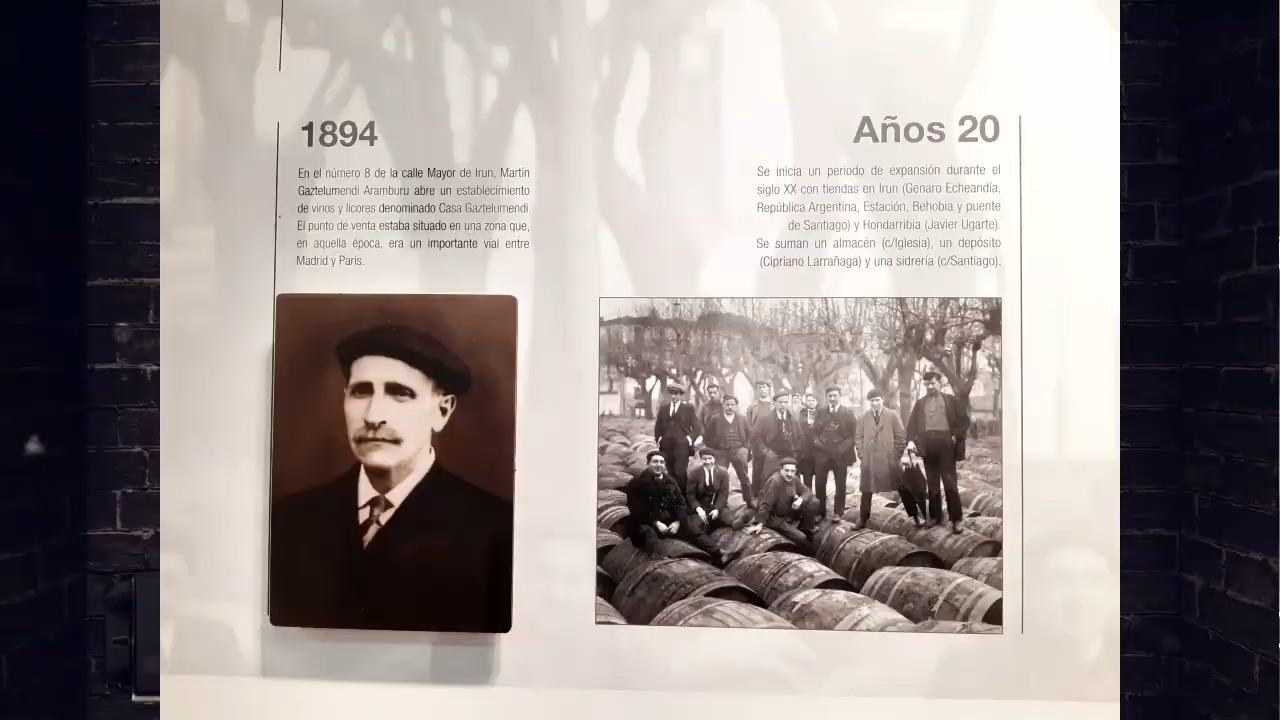 1894
En el número 8 de la calle Mayor de Irun, Martín
Gaztelumendi Aramburu abre un establecimiento
de vinos y licores denominado Casa Gaztelumendi.
El punto de venta estaba situado en una zona que,
en aquella época, era un importante vial entre
Madrid y Paris.
Años 20
Se inicia un periodo de expansión durante el
siglo XX con tiendas en Irun (Genaro Echeandía,
República Argentina, Estación, Behobia y puente
de Santiago) y Hondarribia (Javier Ugarte).
Se suman un almacén (c/Iglesia), un depósito
(Cipriano Larrañaga) y una sidrería (c/Santiago).